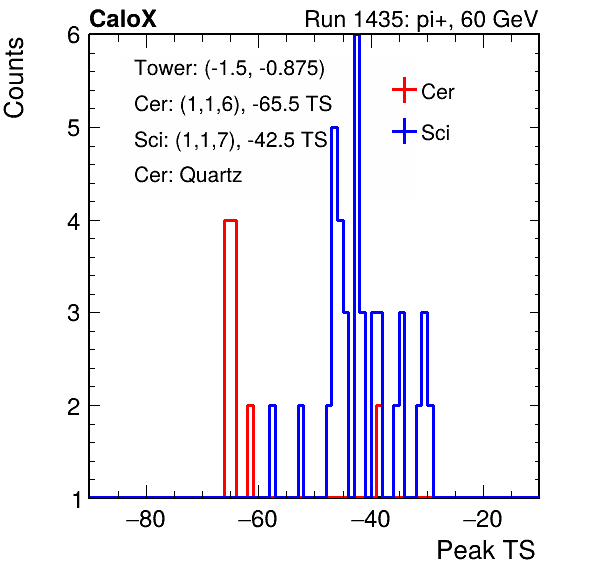 CaloX Run 1435: pi+, 60 GeV
Counts
6
5
4
3
2
1
Tower: (-1.5, -0.875)
Cer: (1,1,6), -65.5 TS
Sci: (1,1,7), -42.5 TS
Cer: Quartz
Cer
Sci
−80 −60 −40 −20
Peak TS